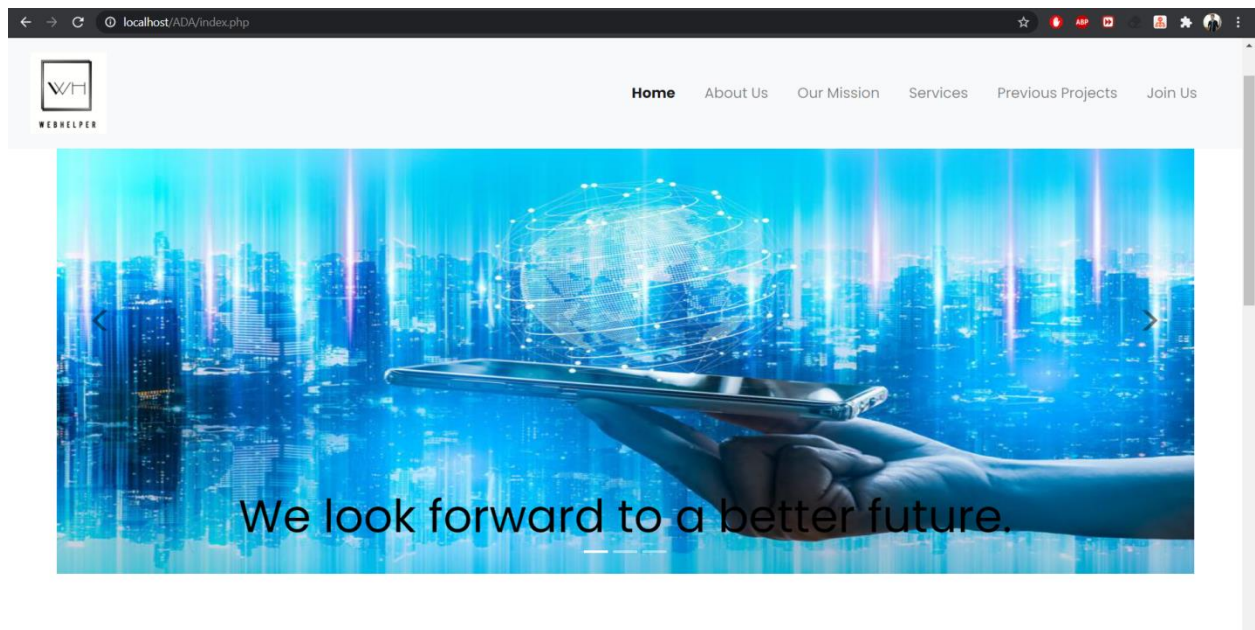 localhost/ADA/index.php
ABP
WH
WEBHELPER
Home About Us Our Mission Services Previous Projects Join Us
We look forward to a better future.